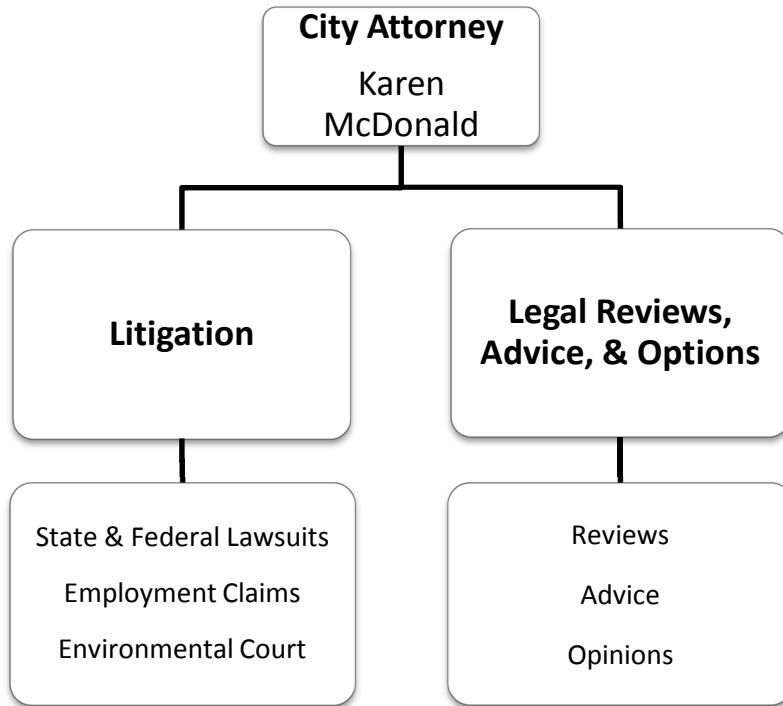 City Attorney
Karen
McDonald
Litigation
Legal Reviews,
Advice, & Options
State & Federal Lawsuits
Employment Claims
Environmental Court
Reviews
Advice
Opinions